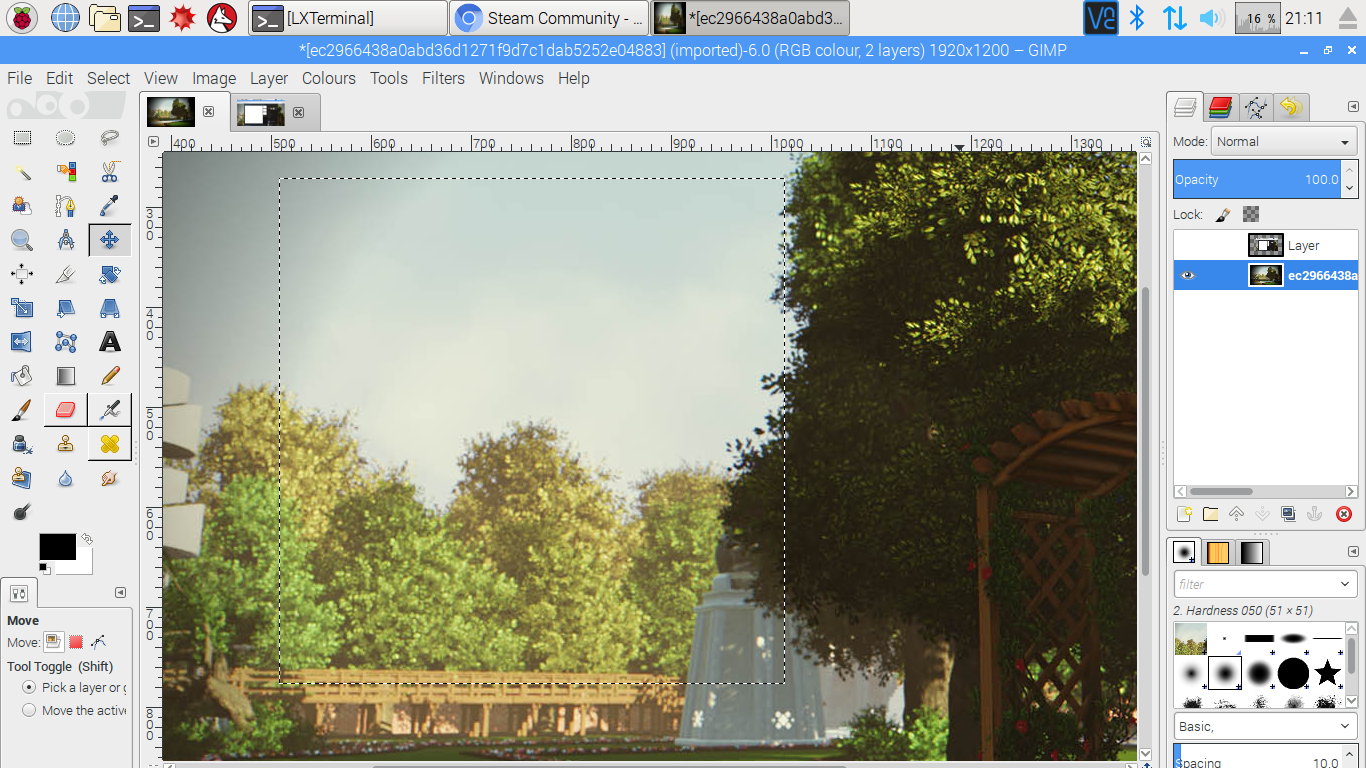 [LXTerminal]
Steam Community - ...
*[ec2966438a0abd3...
16 %
21:11
*[ec2966438a0abd36d1271f9d7c1dab5252e04883] (imported)-6.0 (RGB colour, 2 layers) 1920x1200 – GIMP
File Edit Select View Image Layer Colours Tools Filters Windows Help
400 500 600 700 800 900 1000 1100 1200 1300
300
400
500
600
700
800
Mode: Normal
Opacity 100.0
Lock:
Layer
ec2966438a
filter
2. Hardness 050 (51 × 51)
Basic,
Spacing 10.0
Move
Move:
Tool Toggle (Shift)
Pick a layer or g
Move the active